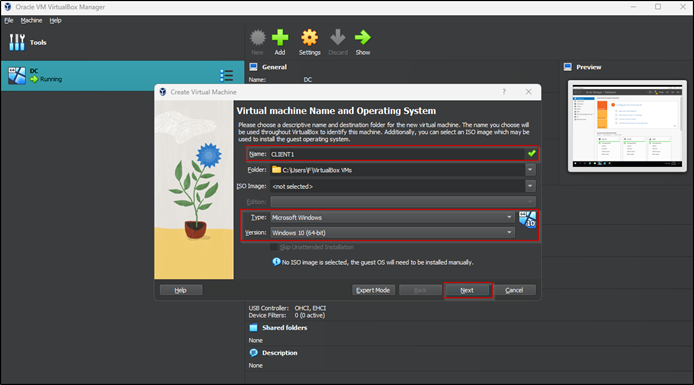 Oracle VM VirtualBox Manager
File Machine Help
Tools
New Add Settings Discard Show
DC
Running
General
Name: DC
Preview
Create Virtual Machine
Virtual machine Name and Operating System
Please choose a descriptive name and destination folder for the new virtual machine. The name you choose will
be used throughout VirtualBox to identify this machine. Additionally, you can select an ISO image which may be
used to install the guest operating system.
Name: CLIENT1
Folder: C:\Users\F\VirtualBox VMs
ISO Image: <not selected>
Edition:
Type: Microsoft Windows
Version: Windows 10 (64-bit)
10
Skip Unattended Installation
No ISO image is selected, the guest OS will need to be installed manually.
Help Expert Mode Back Next Cancel
USB Controller: OHCI, EHCI
Device Filters: 0 (0 active)
Shared folders
None
Description
None